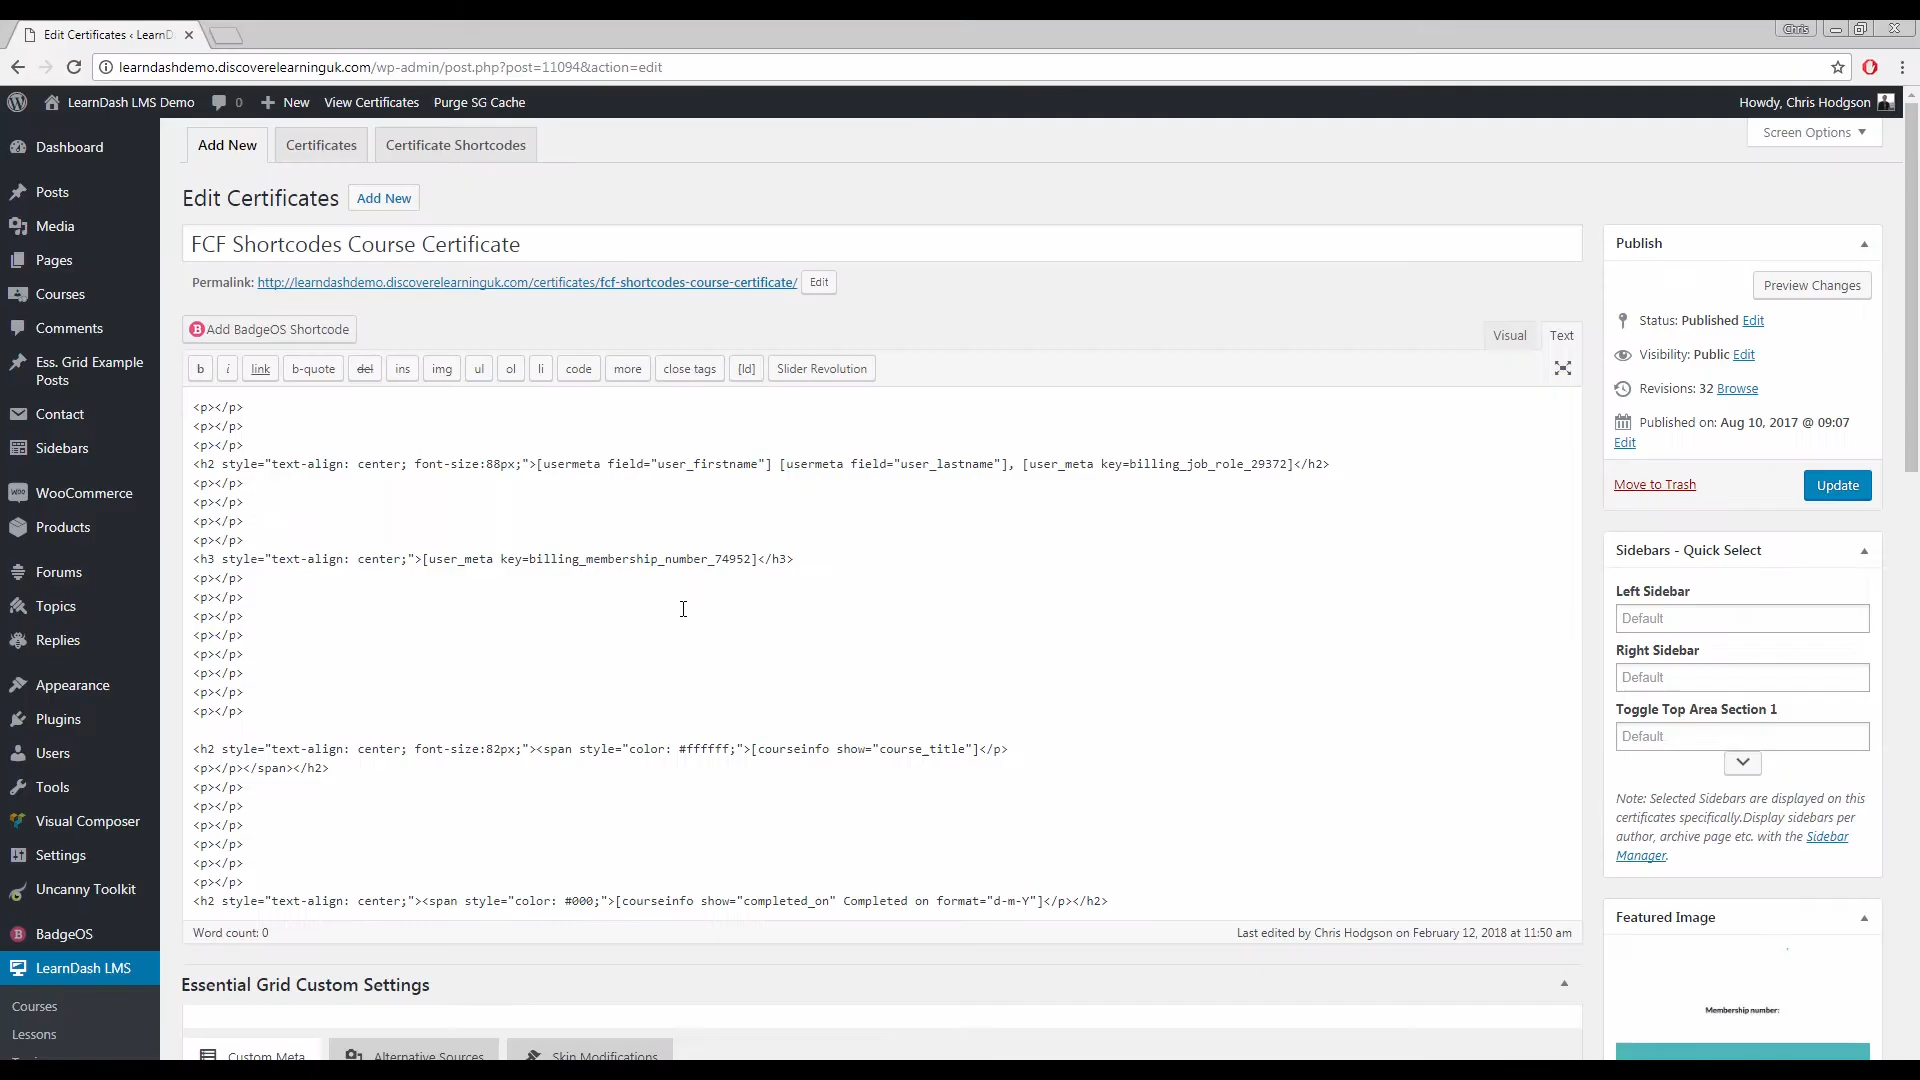 Edit Certificates ‹ LearnD
Chris
learndashdemo.discoverelearninguk.com/wp-admin/post.php?post=11094&action=edit
LearnDash LMS Demo 0 New View Certificates Purge SG Cache
Howdy, Chris Hodgson
Add New Certificates Certificate Shortcodes
Screen Options
Dashboard
Posts
Media
Pages
Courses
Comments
Ess. Grid Example
Posts
Contact
Sidebars
WooCommerce
Products
Forums
Topics
Replies
Appearance
Plugins
Users
Tools
Visual Composer
Settings
Uncanny Toolkit
BadgeOS
LearnDash LMS
Courses
Lessons
Edit Certificates Add New
FCF Shortcodes Course Certificate
Permalink: http://learndashdemo.discoverelearninguk.com/certificates/fcf-shortcodes-course-certificate/ Edit
Add BadgeOS Shortcode
Visual Text
b i link b-quote del ins img ul ol li code more close tags [ld] Slider Revolution
<p></p>
<p></p>
<p></p>
<h2 style="text-align: center; font-size:88px;">[usermeta field="user_firstname"] [usermeta field="user_lastname"], [user_meta key=billing_job_role_29372]</h2>
<p></p>
<p></p>
<p></p>
<p></p>
<h3 style="text-align: center;">[user_meta key=billing_membership_number_74952]</h3>
<p></p>
<p></p>
<p></p>
<p></p>
<p></p>
<p></p>
<p></p>
<p></p>
<h2 style="text-align: center; font-size:82px;"><span style="color: #ffffff;">[courseinfo show="course_title"]</p>
<p></p></span></h2>
<p></p>
<p></p>
<p></p>
<p></p>
<p></p>
<p></p>
<h2 style="text-align: center;"><span style="color: #000;">[courseinfo show="completed_on" Completed on format="d-m-Y"]</p></h2>
Word count: 0
Last edited by Chris Hodgson on February 12, 2018 at 11:50 am
Essential Grid Custom Settings
Custom Meta Alternative Sources Skin Modifications
Publish
Preview Changes
Status: Published Edit
Visibility: Public Edit
Revisions: 32 Browse
Published on: Aug 10, 2017 @ 09:07
Edit
Move to Trash Update
Sidebars - Quick Select
Left Sidebar
Default
Right Sidebar
Default
Toggle Top Area Section 1
Default
Note: Selected Sidebars are displayed on this
certificates specifically.Display sidebars per
author, archive page etc. with the Sidebar
Manager.
Featured Image
Membership number: